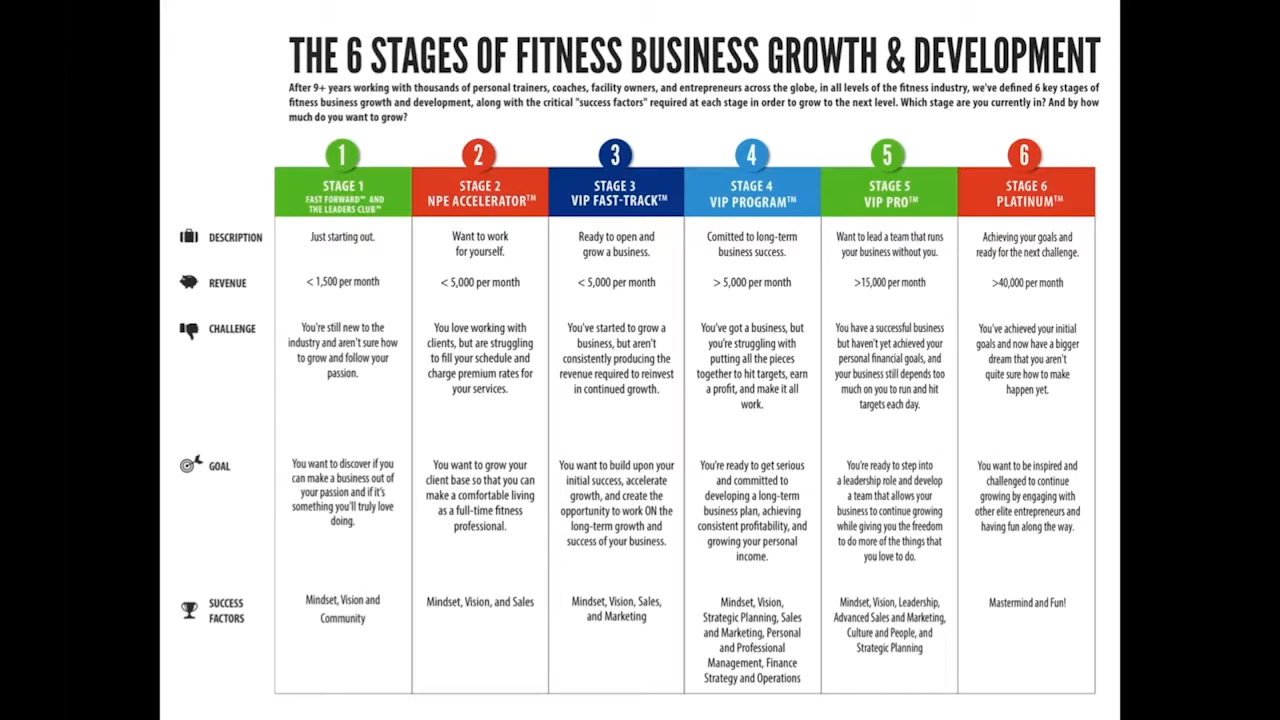 THE 6 STAGES OF FITNESS BUSINESS GROWTH & DEVELOPMENT
After 9+ years working with thousands of personal trainers, coaches, facility owners, and entrepreneurs across the globe, in all levels of the fitness industry, we've defined 6 key stages of
fitness business growth and development, along with the critical "success factors" required at each stage in order to grow to the next level. Which stage are you currently in? And by how
much do you want to grow?
1
2
3
4
5
6
STAGE 1
FAST FORWARD™ AND
THE LEADERS CLUB™
STAGE 2
NPE ACCELERATOR™
STAGE 3
VIP FAST-TRACK™
STAGE 4
VIP PROGRAM™
STAGE 5
VIP PRO™
STAGE 6
PLATINUM™
DESCRIPTION
Just starting out.
Want to work
for yourself.
Ready to open and
grow a business.
Comitted to long-term
business success.
Want to lead a team that runs
your business without you.
Achieving your goals and
ready for the next challenge.
REVENUE
< 1,500 per month
< 5,000 per month
< 5,000 per month
> 5,000 per month
>15,000 per month
>40,000 per month
CHALLENGE
You're still new to the
industry and aren't sure how
to grow and follow your
passion.
You love working with
clients, but are struggling
to fill your schedule and
charge premium rates for
your services.
You've started to grow a
business, but aren't
consistently producing the
revenue required to reinvest
in continued growth.
You've got a business, but
you're struggling with
putting all the pieces
together to hit targets, earn
a profit, and make it all
work.
You have a successful business
but haven't yet achieved your
personal financial goals, and
your business still depends too
much on you to run and hit
targets each day.
You've achieved your initial
goals and now have a bigger
dream that you aren't
quite sure how to make
happen yet.
GOAL
You want to discover if you
can make a business out of
your passion and if it's
something you'll truly love
doing.
You want to grow your
client base so that you can
make a comfortable living
as a full-time fitness
professional.
You want to build upon your
initial success, accelerate
growth, and create the
opportunity to work ON the
long-term growth and
success of your business.
You're ready to get serious
and committed to
developing a long-term
business plan, achieving
consistent profitability, and
growing your personal
income.
You're ready to step into
a leadership role and develop
a team that allows your
business to continue growing
while giving you the freedom
to do more of the things that
you love to do.
You want to be inspired and
challenged to continue
growing by engaging with
other elite entrepreneurs and
having fun along the way.
SUCCESS
FACTORS
Mindset, Vision and
Community
Mindset, Vision, and Sales
Mindset, Vision, Sales,
and Marketing
Mindset, Vision,
Strategic Planning, Sales
and Marketing, Personal
and Professional
Management, Finance
Strategy and Operations
Mindset, Vision, Leadership,
Advanced Sales and Marketing,
Culture and People, and
Strategic Planning
Mastermind and Fun!